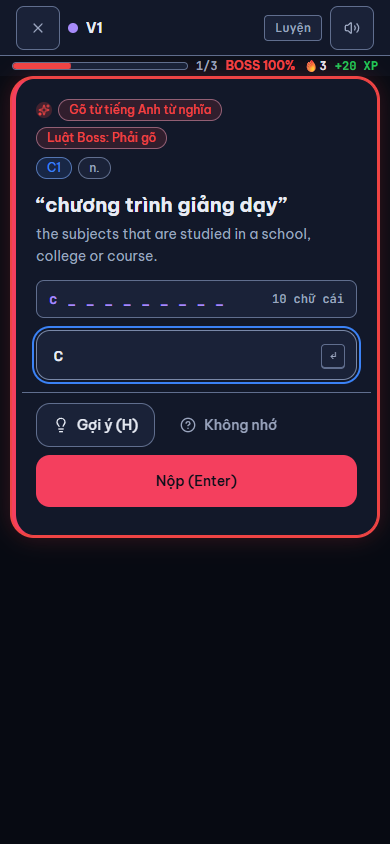 V1
Luyện
1/3 BOSS 100% 🔥3 +20 XP
Gõ từ tiếng Anh từ nghĩa
Luật Boss: Phải gõ
C1 n.
“chương trình giảng dạy”
the subjects that are studied in a school,
college or course.
c _ _ _ _ _ _ _ _ _ 10 chữ cái
c
Gợi ý (H) Không nhớ
Nộp (Enter)